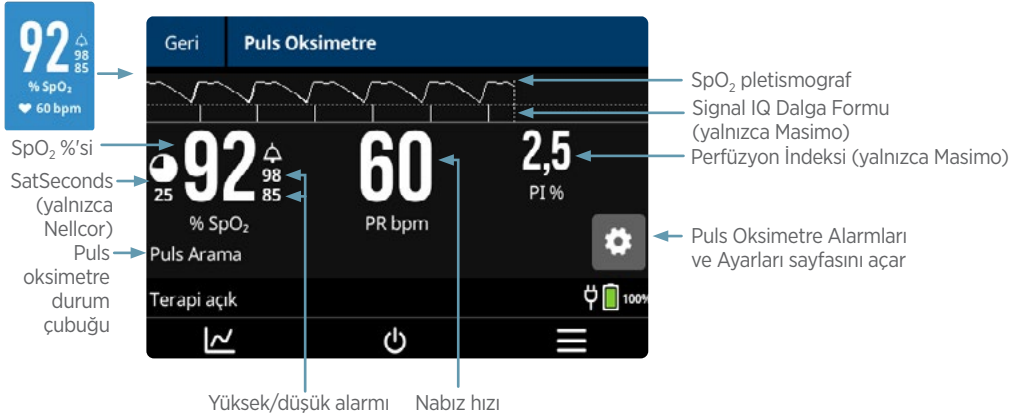 92
98
85
% SpO₂
60 bpm
Geri
Puls Oksimetre
SpO₂ pletismograf
Signal IQ Dalga Formu
(yalnızca Masimo)
Perfüzyon İndeksi (yalnızca Masimo)
SpO₂ %'si
SatSeconds
(yalnızca
Nellcor)
Puls
oksimetre
durum
çubuğu
25
92
98
85
% SpO₂
60
PR bpm
2,5
PI %
Puls Arama
Puls Oksimetre Alarmları
ve Ayarları sayfasını açar
Terapi açık
100%
Yüksek/düşük alarmı
Nabız hızı